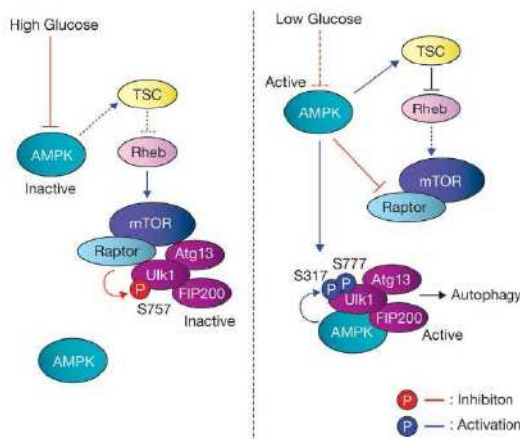 High Glucose
TSC
AMPK
Inactive
Rheb
mTOR
Raptor
Atg13
Ulk1
P
FIP200
S757
Inactive
AMPK
Low Glucose
Active
TSC
AMPK
Rheb
mTOR
Raptor
S777
S317
P
P
Atg13
Ulk1
Autophagy
FIP200
AMPK
Active
P : Inhibiton
P : Activation